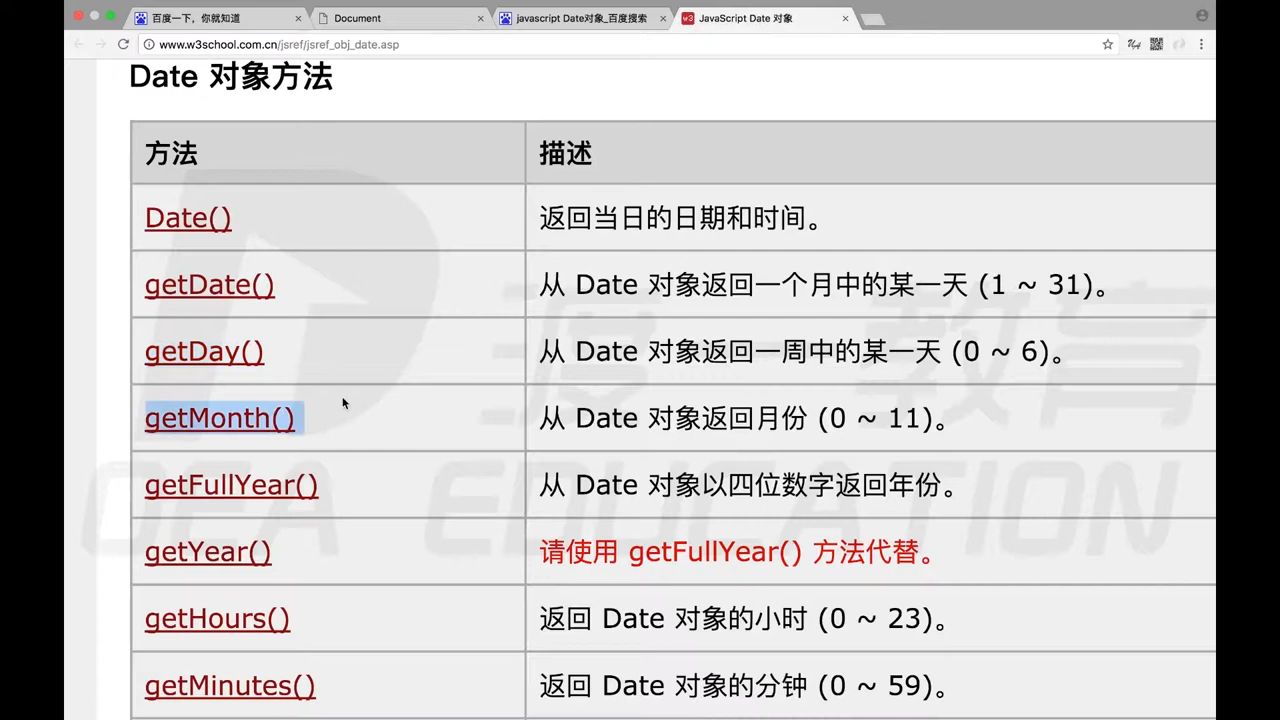 百度一下，你就知道
Document
javascript Date对象_百度搜索
JavaScript Date 对象
www.w3school.com.cn/jsref/jsref_obj_date.asp
Date 对象方法
方法 描述
Date() 返回当日的日期和时间。
getDate() 从 Date 对象返回一个月中的某一天 (1 ~ 31)。
getDay() 从 Date 对象返回一周中的某一天 (0 ~ 6)。
getMonth() 从 Date 对象返回月份 (0 ~ 11)。
getFullYear() 从 Date 对象以四位数字返回年份。
getYear() 请使用 getFullYear() 方法代替。
getHours() 返回 Date 对象的小时 (0 ~ 23)。
getMinutes() 返回 Date 对象的分钟 (0 ~ 59)。
渡 教育
EDUCATION